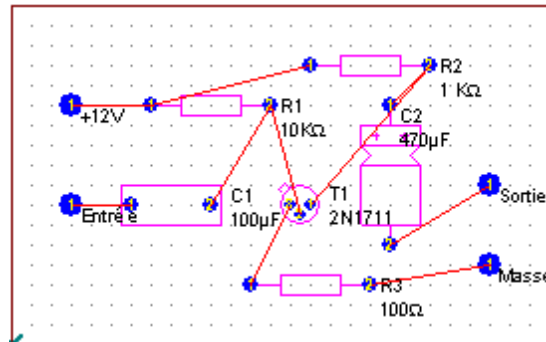 R2
1 KΩ
+12V
R1
10KΩ
C2
470µF
Entrée
C1
100µF
T1
2N1711
Sortie
Masse
R3
100Ω